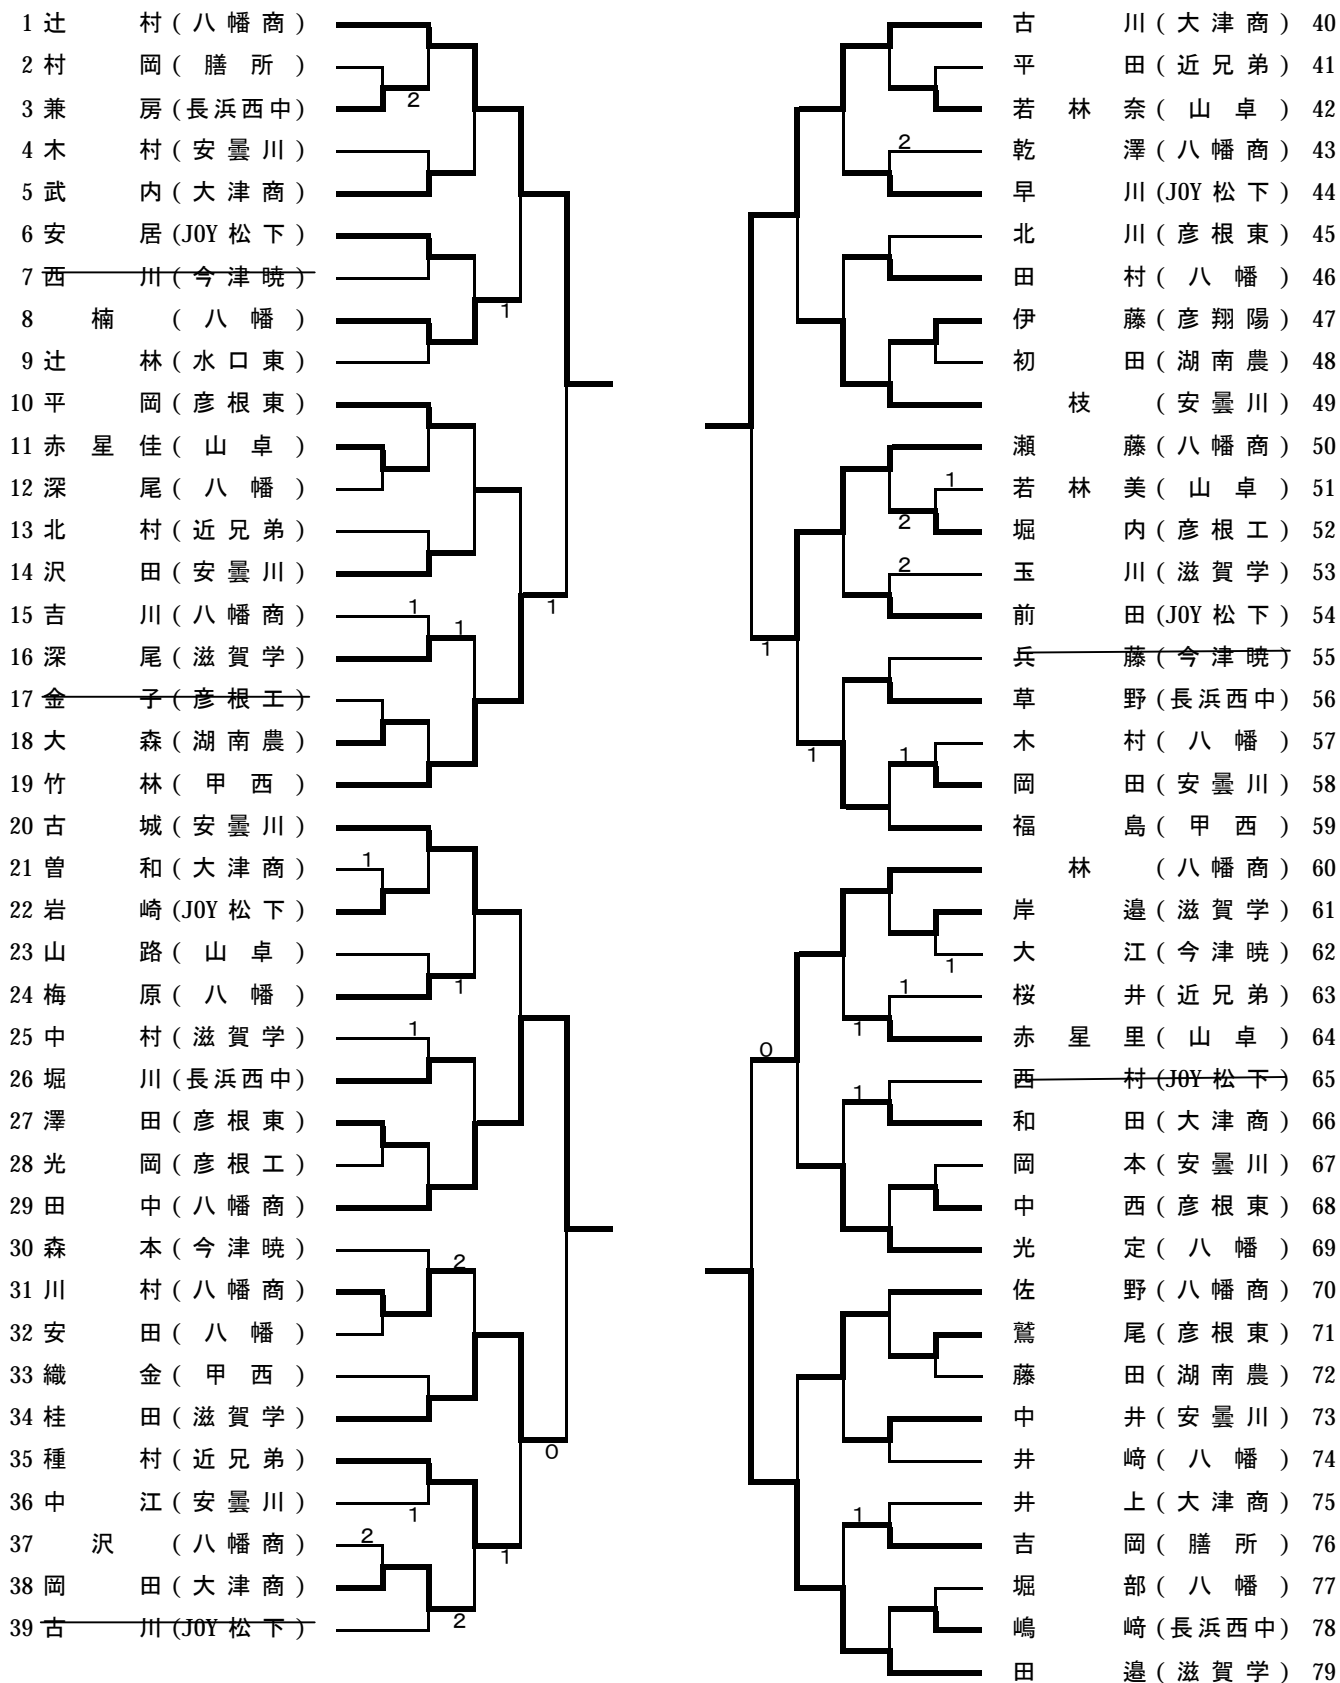 1 辻 村 ( 八 幡 商 )
2 村 岡 ( 膳 所 )
2
3 兼 房 (長浜西中)
4 木 村 ( 安 曇 川 )
5 武 内 ( 大 津 商 )
6 安 居 (JOY 松 下 )
7 西 川 ( 今 津 暁 )
1
8 楠 ( 八 幡 )
9 辻 林 ( 水 口 東 )
10 平 岡 ( 彦 根 東 )
11 赤 星 佳 ( 山 卓 )
12 深 尾 ( 八 幡 )
13 北 村 ( 近 兄 弟 )
14 沢 田 ( 安 曇 川 )
1
15 吉 川 ( 八 幡 商 )
1
1
16 深 尾 ( 滋 賀 学 )
17 金 子 ( 彦 根 工 )
18 大 森 ( 湖 南 農 )
19 竹 林 ( 甲 西 )
20 古 城 ( 安 曇 川 )
21 曽 和 ( 大 津 商 )
1
22 岩 崎 (JOY 松 下 )
23 山 路 ( 山 卓 )
1
24 梅 原 ( 八 幡 )
25 中 村 ( 滋 賀 学 )
1
26 堀 川 (長浜西中)
27 澤 田 ( 彦 根 東 )
28 光 岡 ( 彦 根 工 )
29 田 中 ( 八 幡 商 )
30 森 本 ( 今 津 暁 )
2
31 川 村 ( 八 幡 商 )
32 安 田 ( 八 幡 )
33 織 金 ( 甲 西 )
34 桂 田 ( 滋 賀 学 )
0
35 種 村 ( 近 兄 弟 )
36 中 江 ( 安 曇 川 )
1
37 沢 ( 八 幡 商 )
2
1
38 岡 田 ( 大 津 商 )
2
39 古 川 (JOY 松 下 )
古 川 ( 大 津 商 ) 40
平 田 ( 近 兄 弟 ) 41
若 林 奈 ( 山 卓 ) 42
2
乾 澤 ( 八 幡 商 ) 43
早 川 (JOY 松 下 ) 44
北 川 ( 彦 根 東 ) 45
田 村 ( 八 幡 ) 46
伊 藤 ( 彦 翔 陽 ) 47
初 田 ( 湖 南 農 ) 48
枝 ( 安 曇 川 ) 49
瀬 藤 ( 八 幡 商 ) 50
1
若 林 美 ( 山 卓 ) 51
2
堀 内 ( 彦 根 工 ) 52
2
玉 川 ( 滋 賀 学 ) 53
前 田 (JOY 松 下 ) 54
1
兵 藤 ( 今 津 暁 ) 55
草 野 (長浜西中) 56
1
木 村 ( 八 幡 ) 57
1
岡 田 ( 安 曇 川 ) 58
福 島 ( 甲 西 ) 59
林 ( 八 幡 商 ) 60
岸 邉 ( 滋 賀 学 ) 61
大 江 ( 今 津 暁 ) 62
1
1
桜 井 ( 近 兄 弟 ) 63
1
赤 星 里 ( 山 卓 ) 64
0
西 村 (JOY 松 下 ) 65
1
和 田 ( 大 津 商 ) 66
岡 本 ( 安 曇 川 ) 67
中 西 ( 彦 根 東 ) 68
光 定 ( 八 幡 ) 69
佐 野 ( 八 幡 商 ) 70
鷲 尾 ( 彦 根 東 ) 71
藤 田 ( 湖 南 農 ) 72
中 井 ( 安 曇 川 ) 73
井 﨑 ( 八 幡 ) 74
井 上 ( 大 津 商 ) 75
1
吉 岡 ( 膳 所 ) 76
堀 部 ( 八 幡 ) 77
嶋 﨑 (長浜西中) 78
田 邉 ( 滋 賀 学 ) 79